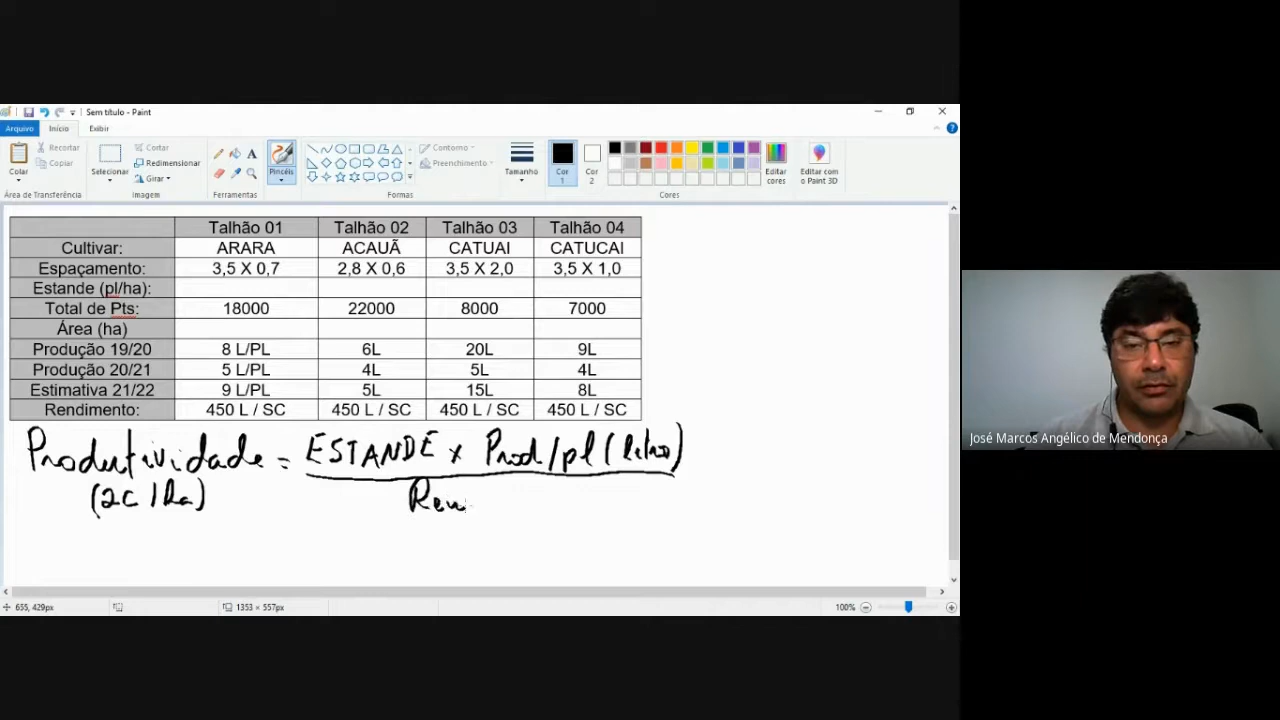 Sem título - Paint
Arquivo Início Exibir
Colar
Recortar
Copiar
Área de Transferência
Selecionar
Cortar
Redimensionar
Girar
Imagem
Ferramentas
Pincéis
Contorno
Preenchimento
Formas
Tamanho
Cor 1
Cor 2
Editar cores
Editar com o Paint 3D
Cores
Talhão 01 Talhão 02 Talhão 03 Talhão 04
Cultivar: ARARA ACAUÃ CATUAI CATUCAI
Espaçamento: 3,5 X 0,7 2,8 X 0,6 3,5 X 2,0 3,5 X 1,0
Estande (pl/ha):
Total de Pts: 18000 22000 8000 7000
Área (ha)
Produção 19/20 8 L/PL 6L 20L 9L
Produção 20/21 5 L/PL 4L 5L 4L
Estimativa 21/22 9 L/PL 5L 15L 8L
Rendimento: 450 L / SC 450 L / SC 450 L / SC 450 L / SC
Produtividade = ESTANDE x Prod/pl (litro)
Ren
655, 429px 1353 × 557px 100%
José Marcos Angélico de Mendonça